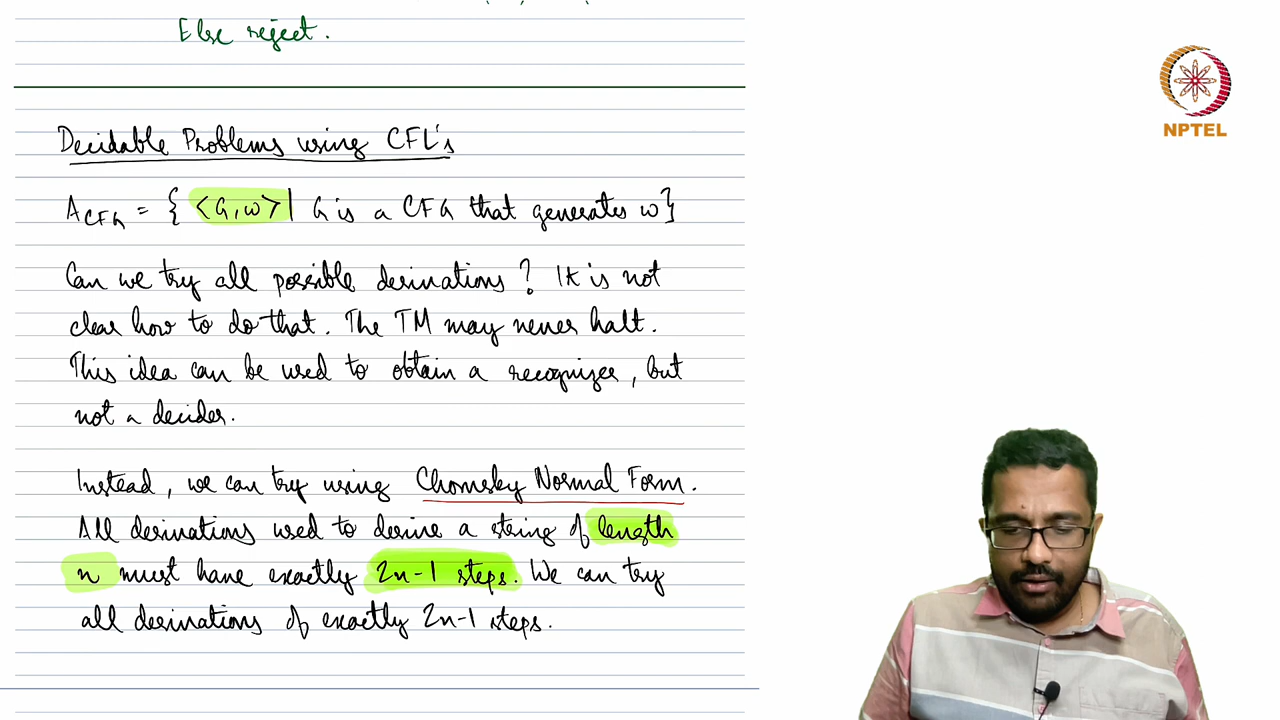 Else reject.
NPTEL
Decidable Problems using CFL's
A_CFG = { <G, w> | G is a CFG that generates w}
Can we try all possible derivations? It is not
clear how to do that. The TM may never halt.
This idea can be used to obtain a recognizer, but
not a decider.
Instead, we can try using Chomsky Normal Form.
All derivations used to derive a string of length
n must have exactly 2n-1 steps. We can try
all derivations of exactly 2n-1 steps.